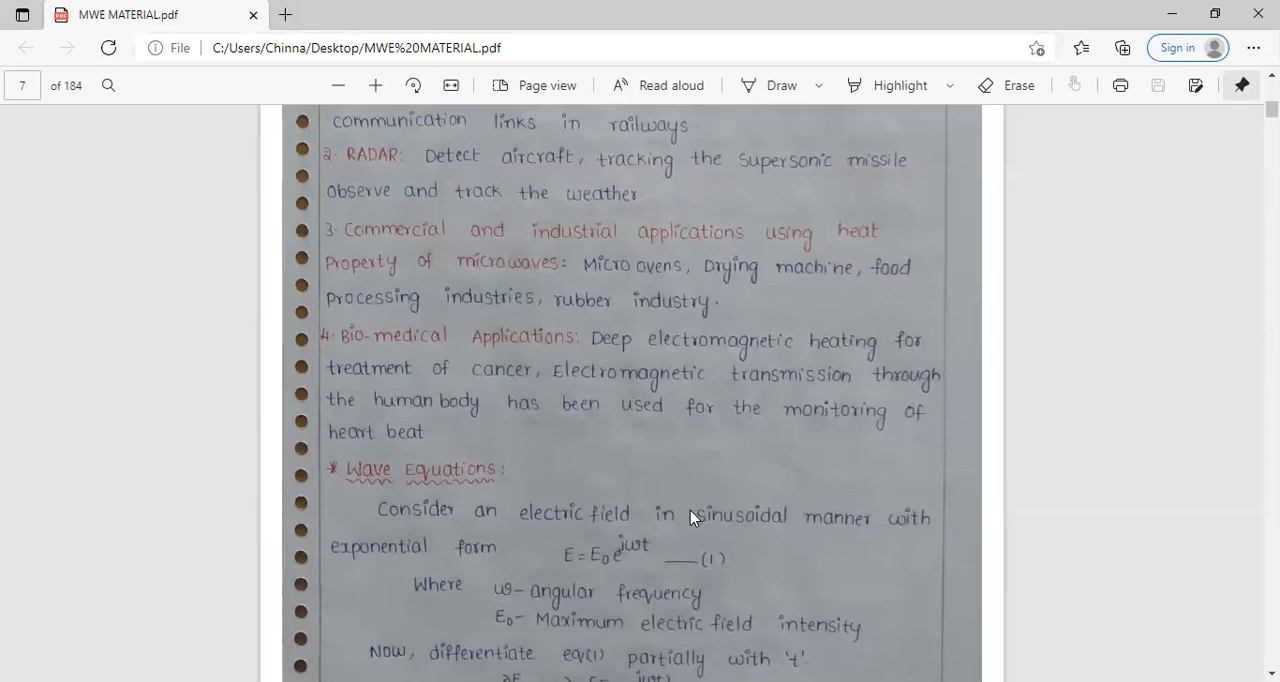 MWE MATERIAL.pdf
File
C:/Users/Chinna/Desktop/MWE%20MATERIAL.pdf
Sign in
7 of 184
Page view
Read aloud
Draw
Highlight
Erase
communication links in railways.
2. RADAR: Detect aircraft, tracking the supersonic missile
observe and track the weather.
3. Commercial and industrial applications using heat
Property of microwaves: Micro ovens, Drying machine, food
processing industries, rubber industry.
4. Bio-medical Applications: Deep electromagnetic heating for
treatment of cancer, Electromagnetic transmission through
the human body has been used for the monitoring of
heart beat
* Wave Equations:
Consider an electric field in sinusoidal manner with
exponential form E = E₀e^jωt —(1)
Where ω - angular frequency
E₀ - Maximum electric field intensity
Now, differentiate eq(1) partially with 't'.